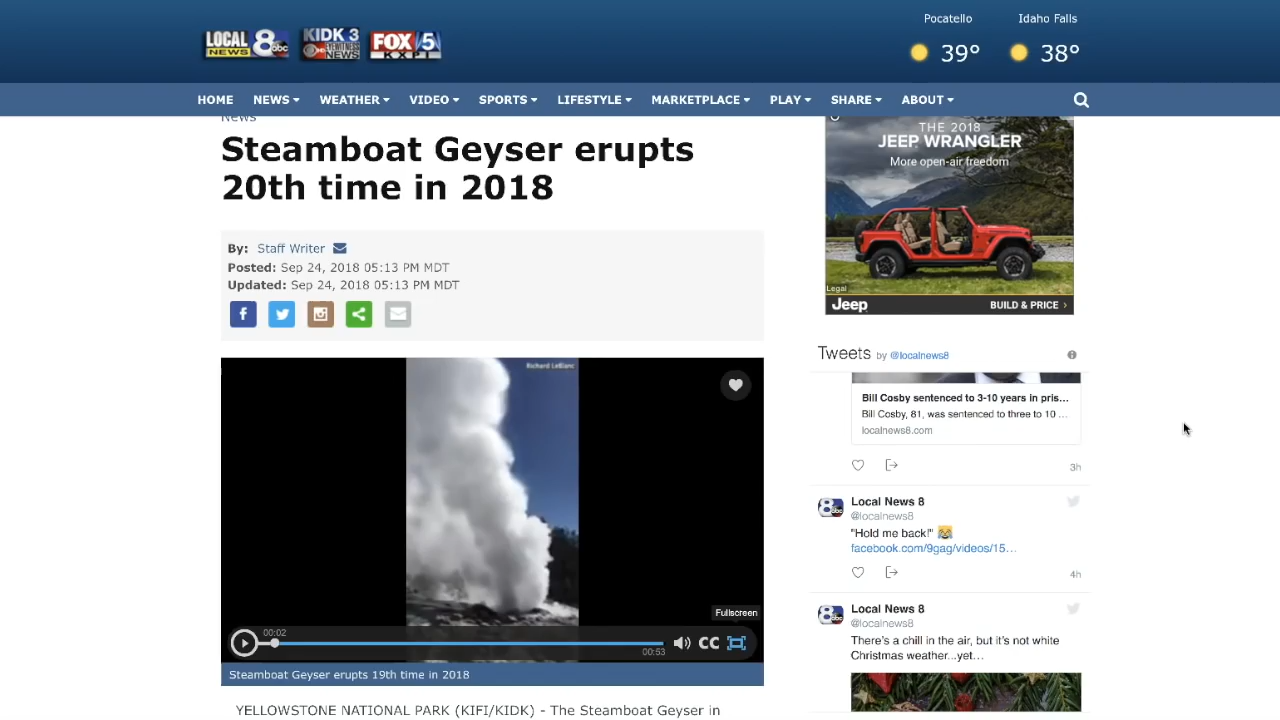 Pocatello Idaho Falls
39° 38°
LOCAL NEWS 8 abc KIDK 3 EYEWITNESS NEWS FOX 5 KXPI
HOME NEWS WEATHER VIDEO SPORTS LIFESTYLE MARKETPLACE PLAY SHARE ABOUT
News
Steamboat Geyser erupts
20th time in 2018
By: Staff Writer
Posted: Sep 24, 2018 05:13 PM MDT
Updated: Sep 24, 2018 05:13 PM MDT
Richard LeBlanc
Fullscreen
00:02
00:53
CC
Steamboat Geyser erupts 19th time in 2018
YELLOWSTONE NATIONAL PARK (KIFI/KIDK) - The Steamboat Geyser in
THE 2018
JEEP WRANGLER
More open-air freedom
Legal
Jeep BUILD & PRICE ›
Tweets by @localnews8
Bill Cosby sentenced to 3-10 years in pris...
Bill Cosby, 81, was sentenced to three to 10 ...
localnews8.com
3h
Local News 8
@localnews8
"Hold me back!" 😹
facebook.com/9gag/videos/15…
4h
Local News 8
@localnews8
There's a chill in the air, but it's not white
Christmas weather...yet…